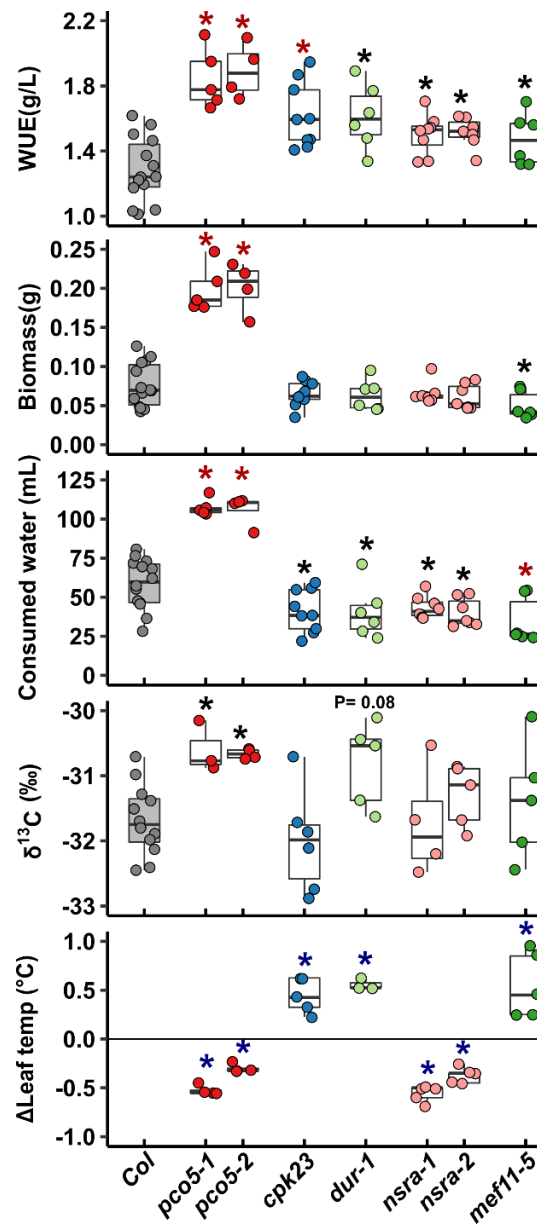 WUE(g/L)
2.2
1.8
1.4
1.0
* * * * * * *
Biomass(g)
0.25
0.20
0.15
0.10
0.05
0.00
* * *
Consumed water (mL)
125
100
75
50
25
0
* * * * * * *
δ¹³C (‰)
-30
-31
-32
-33
* *
P= 0.08
ΔLeaf temp (°C)
1.0
0.5
0.0
-0.5
-1.0
* * * * * * *
Col
pco5-1
pco5-2
cpk23
dur-1
nsra-1
nsra-2
mef11-5